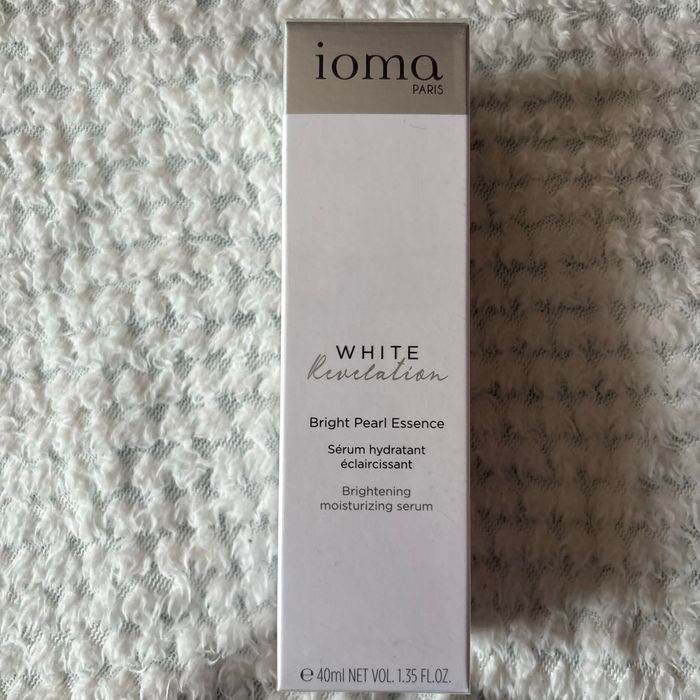 ioma
PARIS
WHITE
Revelation
Bright Pearl Essence
Sérum hydratant
éclaircissant
Brightening
moisturizing serum
℮ 40ml NET VOL. 1.35 FL.OZ.